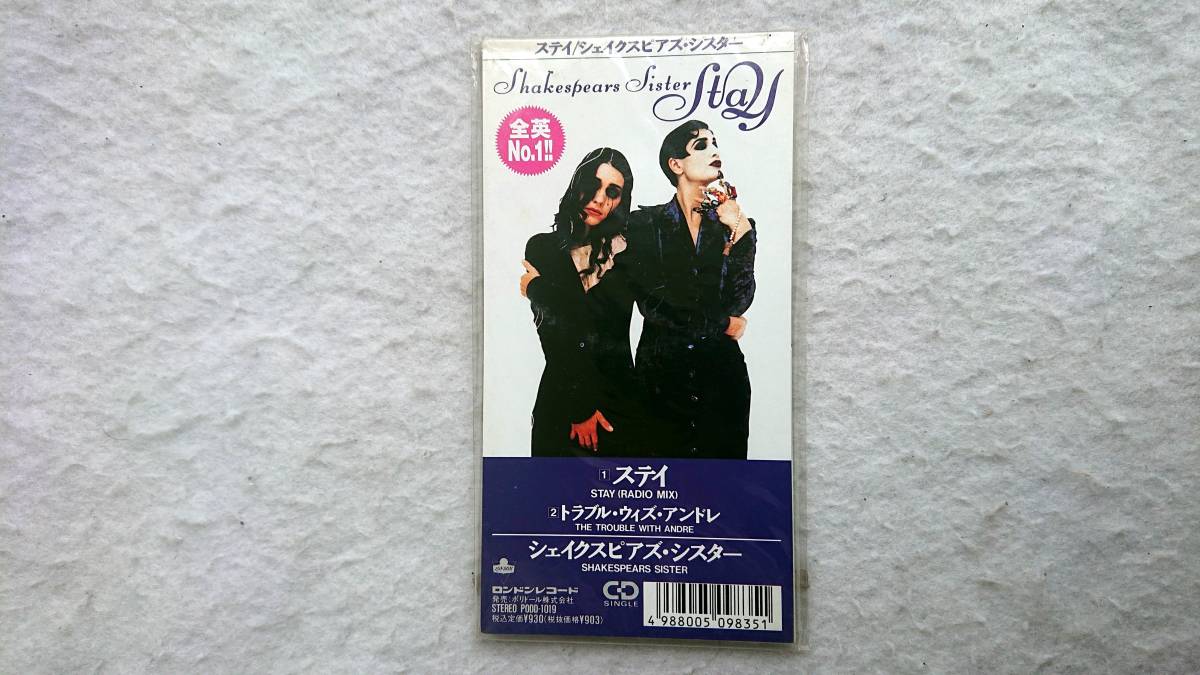 ステイ/シェイクスピアズ・シスター
Shakespears Sister Stay
全英
No.1!!
1 ステイ
STAY (RADIO MIX)
2 トラブル・ウィズ・アンドレ
THE TROUBLE WITH ANDRE
シェイクスピアズ・シスター
SHAKESPEARS SISTER
LONDON
ロンドンレコード
発売:ポリドール株式会社
STEREO PODD-1019
税込定価¥930(税抜価格¥903)
CD
SINGLE
4 988005 098351